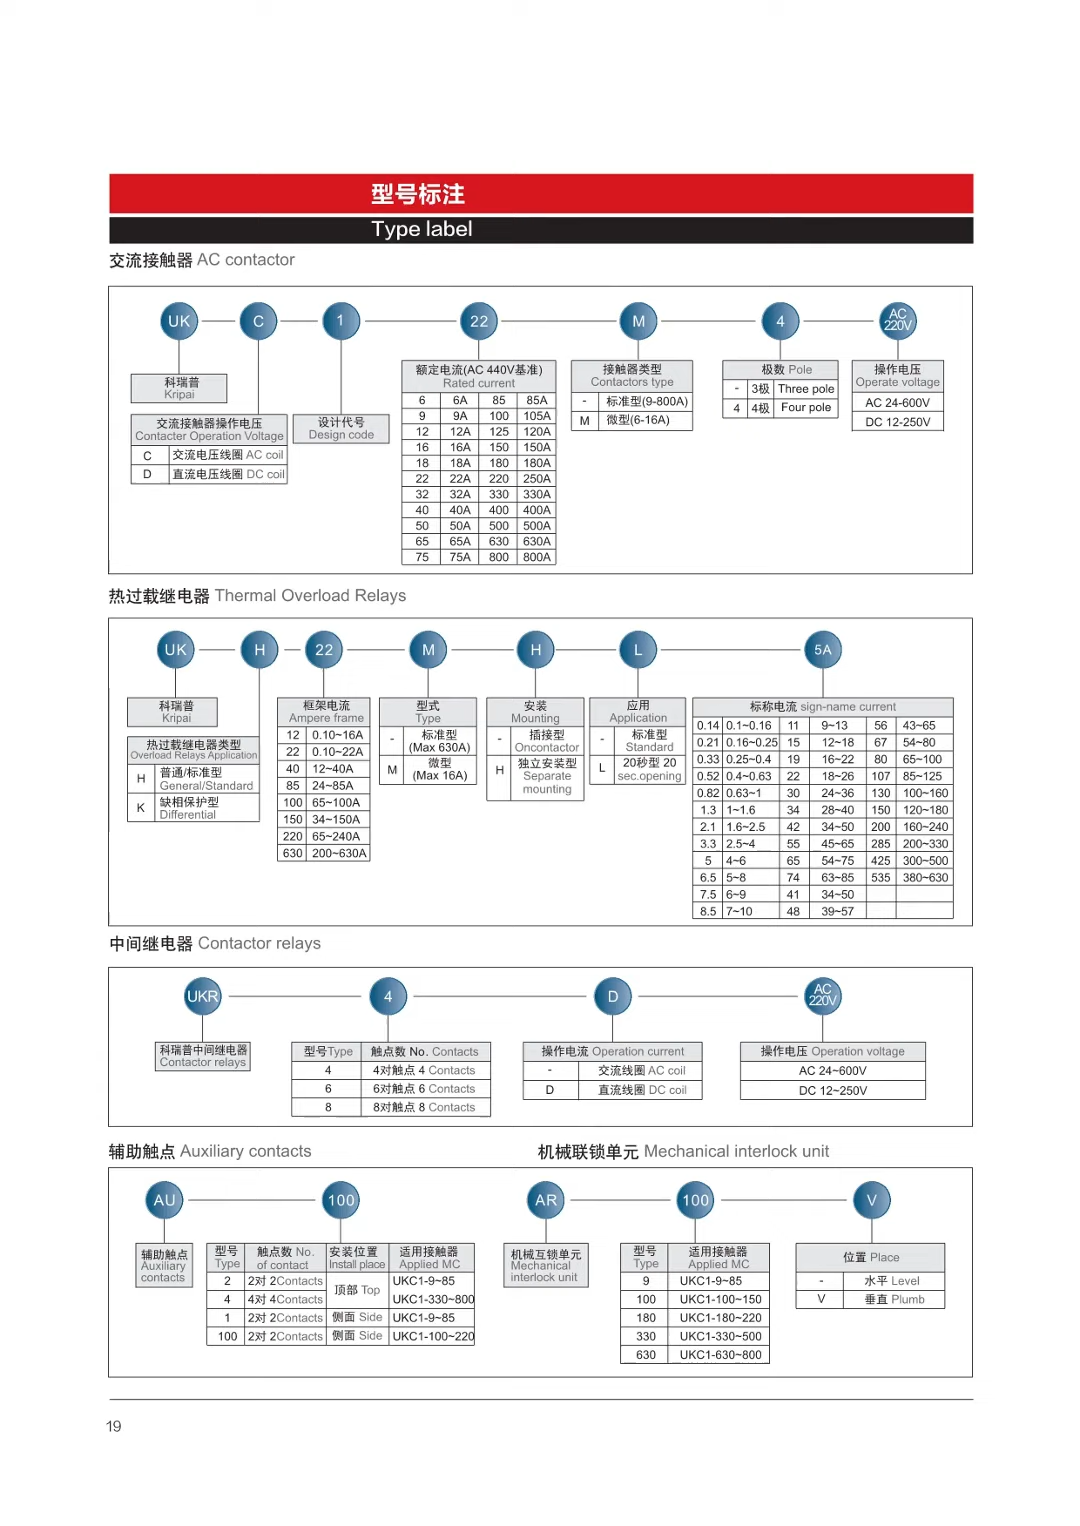 型号标注
Type label
交流接触器 AC contactor
UK C 1 22 M 4 AC 220V
科瑞普
Kripai
交流接触器操作电压
Contacter Operation Voltage
C 交流电压线圈 AC coil
D 直流电压线圈 DC coil
设计代号
Design code
额定电流(AC 440V基准)
Rated current
6 6A 85 85A
9 9A 100 105A
12 12A 125 120A
16 16A 150 150A
18 18A 180 180A
22 22A 220 250A
32 32A 330 330A
40 40A 400 400A
50 50A 500 500A
65 65A 630 630A
75 75A 800 800A
接触器类型
Contactors type
- 标准型(9-800A)
M 微型(6-16A)
极数 Pole
- 3极 Three pole
4 4极 Four pole
操作电压
Operate voltage
AC 24-600V
DC 12-250V
热过载继电器 Thermal Overload Relays
UK H 22 M H L 5A
科瑞普
Kripai
热过载继电器类型
Overload Relays Application
H 普通/标准型
General/Standard
K 缺相保护型
Differential
框架电流
Ampere frame
12 0.10~16A
22 0.10~22A
40 12~40A
85 24~85A
100 65~100A
150 34~150A
220 65~240A
630 200~630A
型式
Type
- 标准型
(Max 630A)
M 微型
(Max 16A)
安装
Mounting
- 插接型
Oncontactor
H 独立安装型
Separate
mounting
应用
Application
- 标准型
Standard
L 20秒型 20
sec.opening
标称电流 sign-name current
0.14 0.1~0.16 11 9~13 56 43~65
0.21 0.16~0.25 15 12~18 67 54~80
0.33 0.25~0.4 19 16~22 80 65~100
0.52 0.4~0.63 22 18~26 107 85~125
0.82 0.63~1 30 24~36 130 100~160
1.3 1~1.6 34 28~40 150 120~180
2.1 1.6~2.5 42 34~50 200 160~240
3.3 2.5~4 55 45~65 285 200~330
5 4~6 65 54~75 425 300~500
6.5 5~8 74 63~85 535 380~630
7.5 6~9 41 34~50
8.5 7~10 48 39~57
中间继电器 Contactor relays
UKR 4 D AC 220V
科瑞普中间继电器
Contactor relays
型号Type 触点数 No. Contacts
4 4对触点 4 Contacts
6 6对触点 6 Contacts
8 8对触点 8 Contacts
操作电流 Operation current
- 交流线圈 AC coil
D 直流线圈 DC coil
操作电压 Operation voltage
AC 24~600V
DC 12~250V
辅助触点 Auxiliary contacts
AU 100
辅助触点
Auxiliary
contacts
型号 触点数 No. 安装位置 适用接触器
Type of contact Install place Applied MC
2 2对 2Contacts 顶部 Top UKC1-9~85
4 4对 4Contacts UKC1-330~800
1 2对 2Contacts 侧面 Side UKC1-9~85
100 2对 2Contacts 侧面 Side UKC1-100~220
机械联锁单元 Mechanical interlock unit
AR 100 V
机械互锁单元
Mechanical
interlock unit
型号 适用接触器
Type Applied MC
9 UKC1-9~85
100 UKC1-100~150
180 UKC1-180~220
330 UKC1-330~500
630 UKC1-630~800
位置 Place
- 水平 Level
V 垂直 Plumb
19